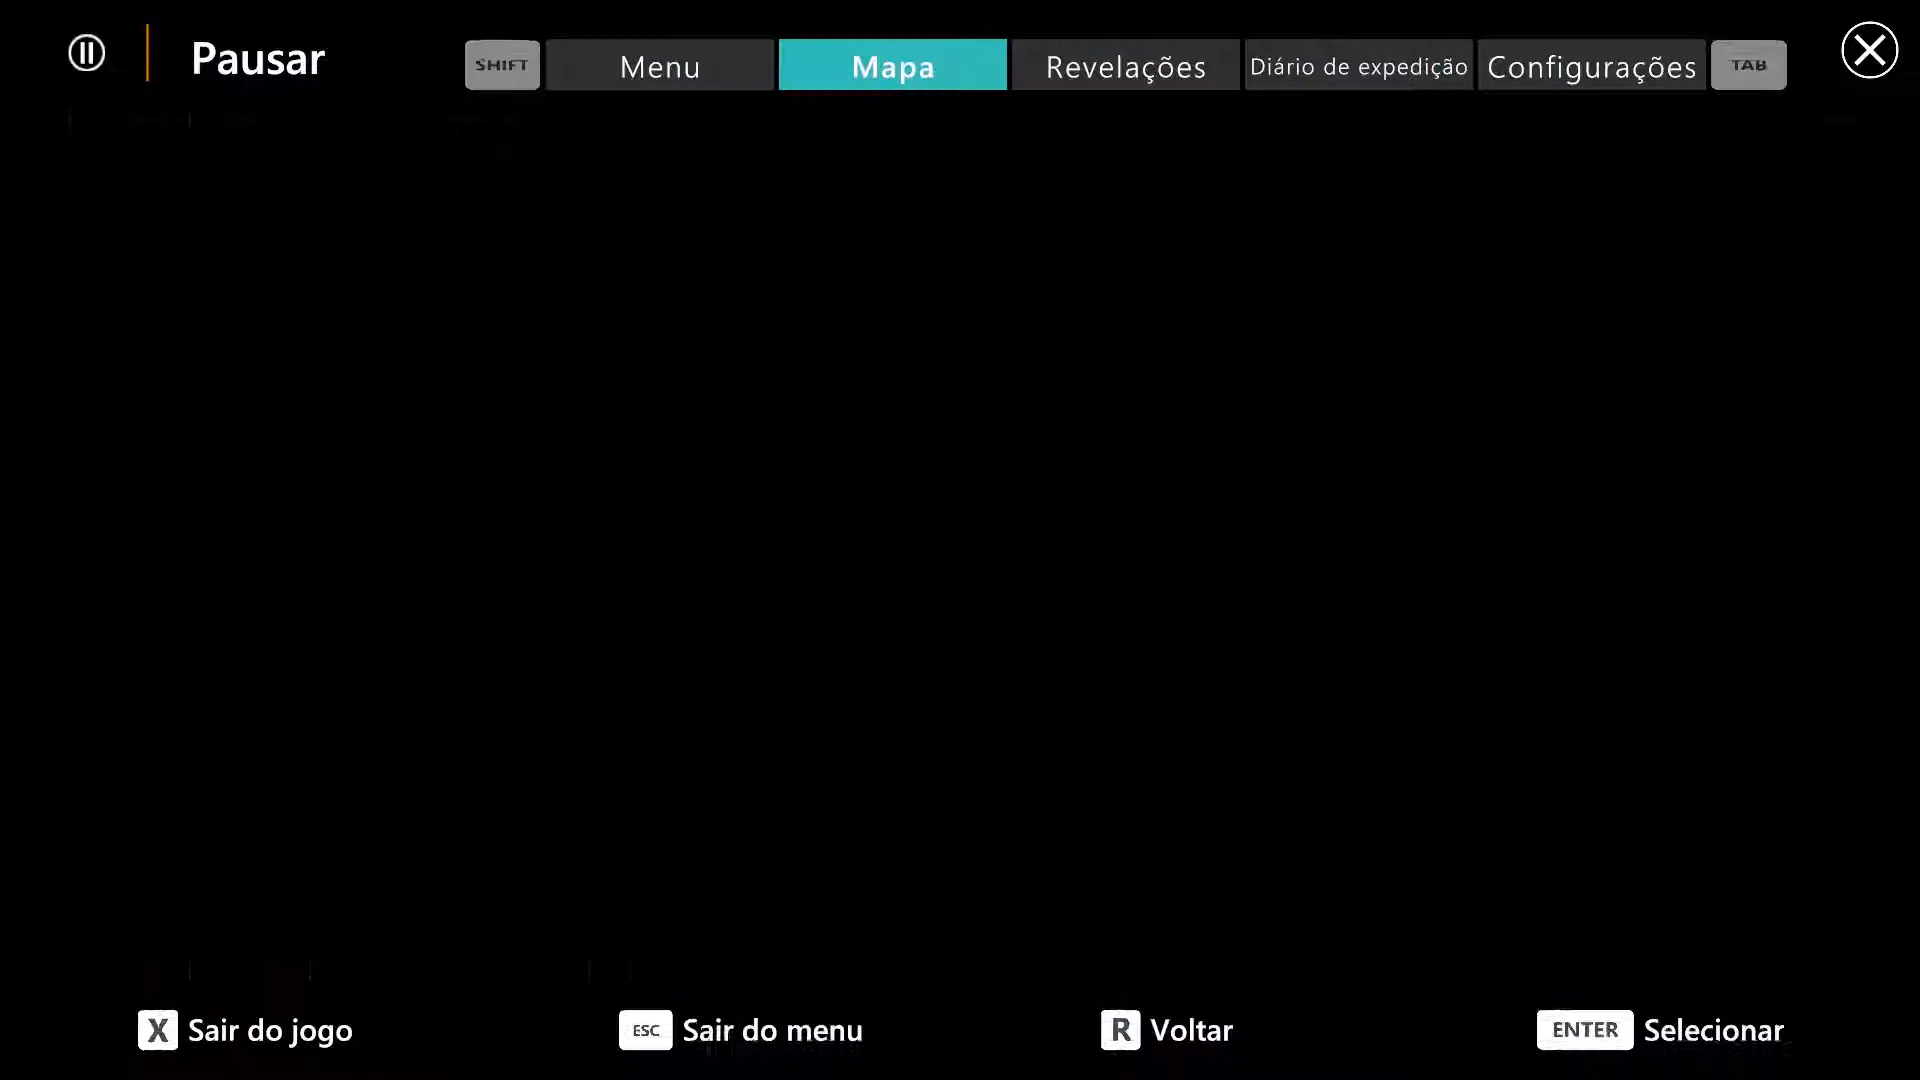 Pausar
SHIFT
Menu
Mapa
Revelações
Diário de expedição
Configurações
TAB
X Sair do jogo
ESC Sair do menu
R Voltar
ENTER Selecionar